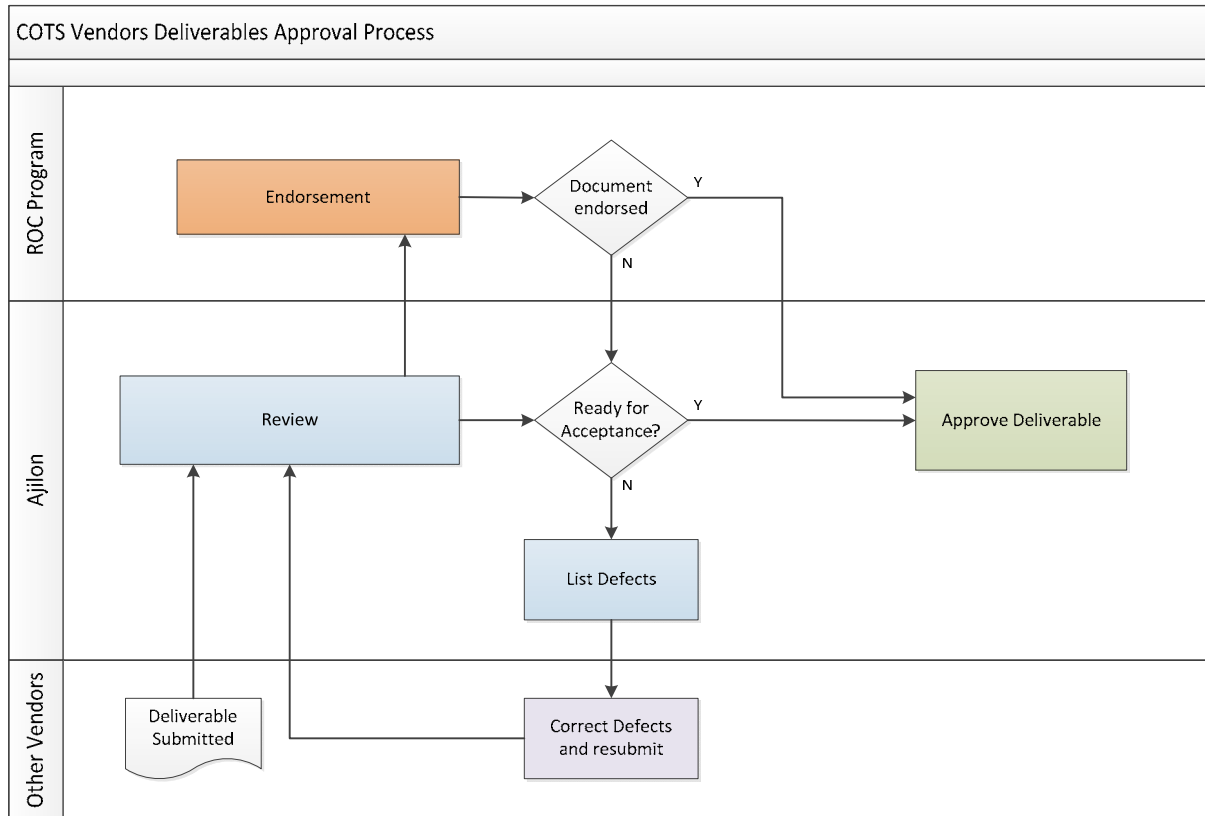 COTS Vendors Deliverables Approval Process
ROC Program
Endorsement
Document
endorsed
Y
N
Ajilon
Review
Ready for
Acceptance?
Y
N
Approve Deliverable
List Defects
Other Vendors
Deliverable
Submitted
Correct Defects
and resubmit